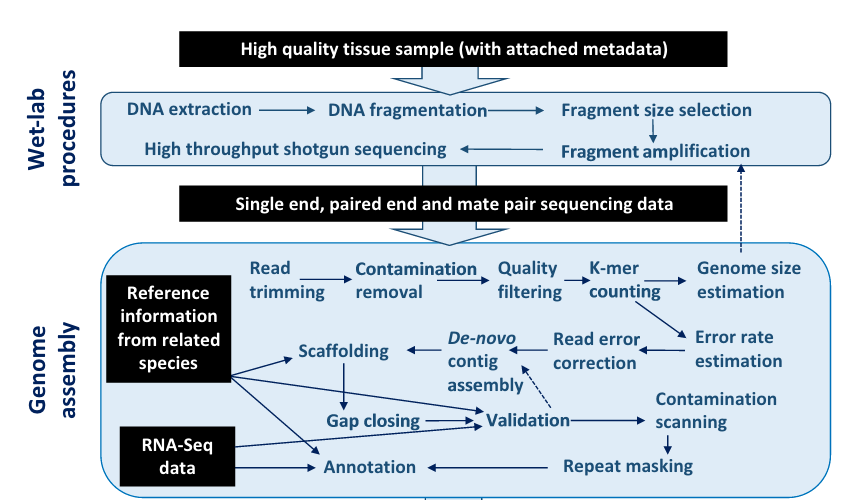 High quality tissue sample (with attached metadata)
Wet-lab
procedures
DNA extraction
DNA fragmentation
Fragment size selection
High throughput shotgun sequencing
Fragment amplification
Single end, paired end and mate pair sequencing data
Genome
assembly
Read
trimming
Contamination
removal
Quality
filtering
K-mer
counting
Genome size
estimation
Reference
information
from related
species
Scaffolding
De-novo
contig
assembly
Read error
correction
Error rate
estimation
Gap closing
Validation
Contamination
scanning
RNA-Seq
data
Annotation
Repeat masking